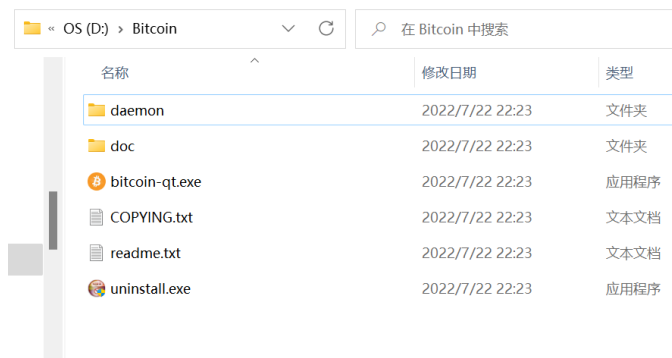 « OS (D:) › Bitcoin 在 Bitcoin 中搜索
名称 修改日期 类型
daemon 2022/7/22 22:23 文件夹
doc 2022/7/22 22:23 文件夹
bitcoin-qt.exe 2022/7/22 22:23 应用程序
COPYING.txt 2022/7/22 22:23 文本文档
readme.txt 2022/7/22 22:23 文本文档
uninstall.exe 2022/7/22 22:23 应用程序